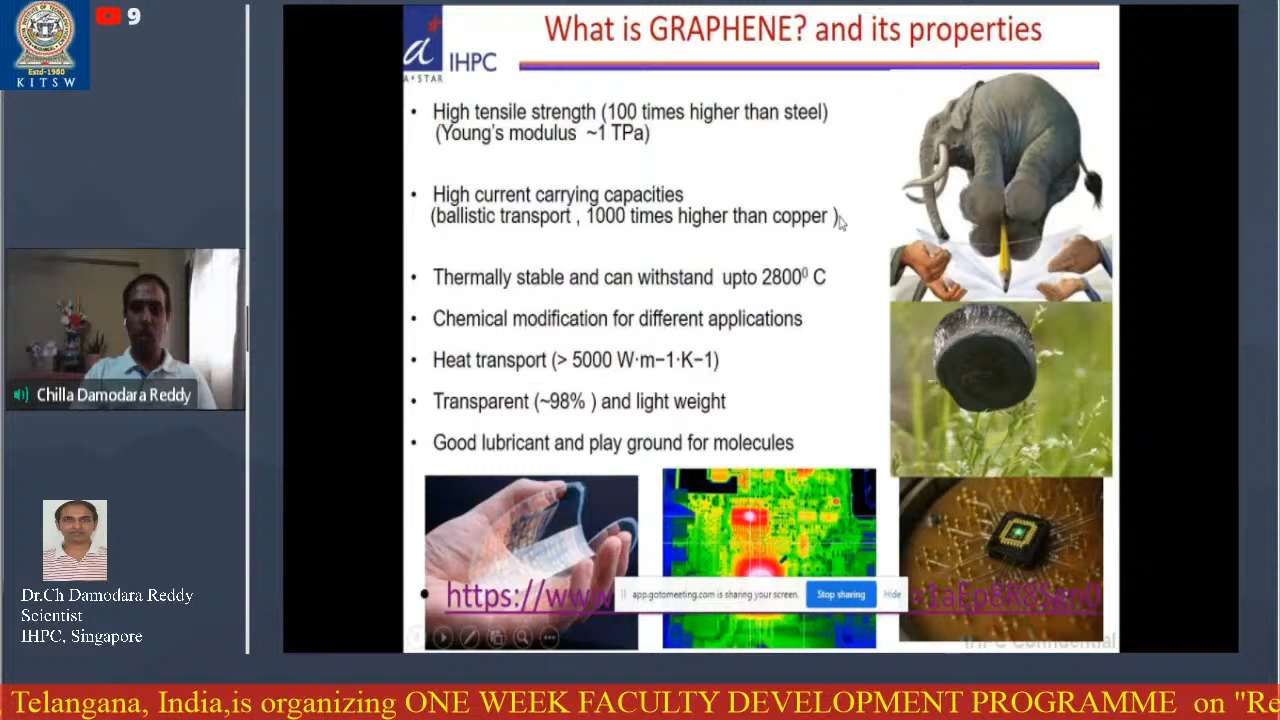 9
Estd-1980
K I T S W
What is GRAPHENE? and its properties
A*STAR
IHPC
• High tensile strength (100 times higher than steel)
(Young's modulus ~1 TPa)
• High current carrying capacities
(ballistic transport , 1000 times higher than copper )
• Thermally stable and can withstand upto 2800⁰ C
• Chemical modification for different applications
• Heat transport (> 5000 W·m−1·K−1)
• Transparent (~98% ) and light weight
• Good lubricant and play ground for molecules
Chilla Damodara Reddy
Dr.Ch Damodara Reddy
Scientist
IHPC, Singapore
• https://www
app.gotomeeting.com is sharing your screen.
Stop sharing
Hide
IHPC Confidential
Telangana, India,is organizing ONE WEEK FACULTY DEVELOPMENT PROGRAMME on "Re